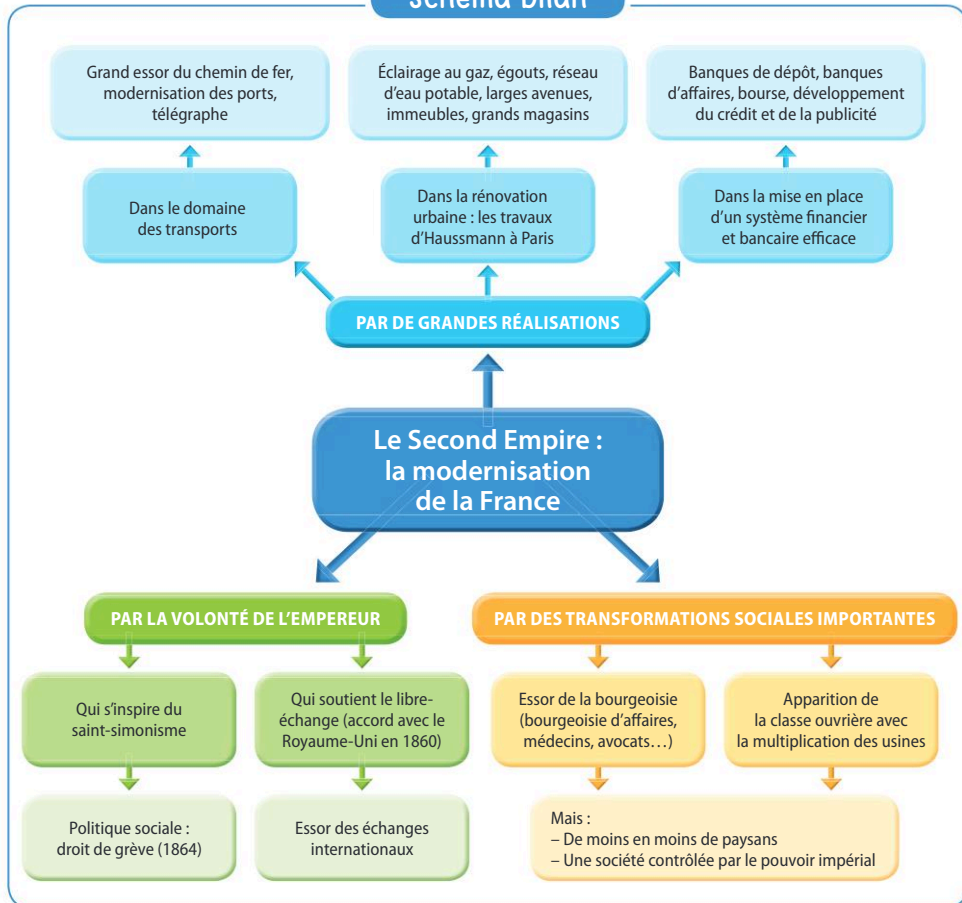 Schéma bilan
Grand essor du chemin de fer,
modernisation des ports,
télégraphe
Éclairage au gaz, égouts, réseau
d'eau potable, larges avenues,
immeubles, grands magasins
Banques de dépôt, banques
d'affaires, bourse, développement
du crédit et de la publicité
Dans le domaine
des transports
Dans la rénovation
urbaine : les travaux
d'Haussmann à Paris
Dans la mise en place
d'un système financier
et bancaire efficace
PAR DE GRANDES RÉALISATIONS
Le Second Empire :
la modernisation
de la France
PAR LA VOLONTÉ DE L'EMPEREUR
PAR DES TRANSFORMATIONS SOCIALES IMPORTANTES
Qui s'inspire du
saint-simonisme
Qui soutient le libre-
échange (accord avec le
Royaume-Uni en 1860)
Essor de la bourgeoisie
(bourgeoisie d'affaires,
médecins, avocats…)
Apparition de
la classe ouvrière avec
la multiplication des usines
Politique sociale :
droit de grève (1864)
Essor des échanges
internationaux
Mais :
– De moins en moins de paysans
– Une société contrôlée par le pouvoir impérial